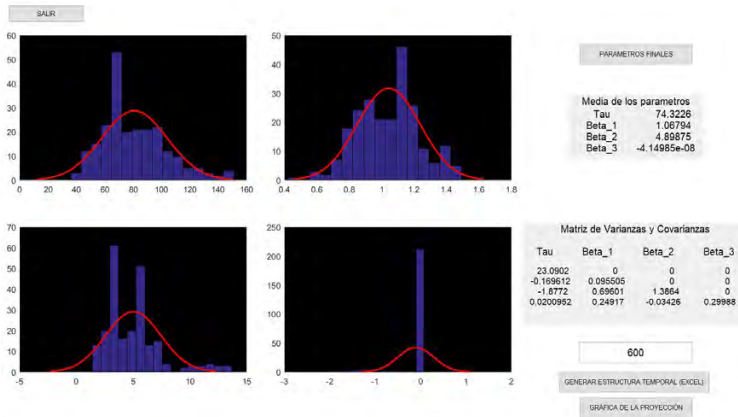 SALIR
60
50
40
30
20
10
0
0 20 40 60 80 100 120 140 160
50
40
30
20
10
0
0.4 0.6 0.8 1 1.2 1.4 1.6 1.8
PARAMETROS FINALES
Media de los parametros
Tau 74.3226
Beta_1 1.06794
Beta_2 4.89875
Beta_3 -4.14985e-08
70
60
50
40
30
20
10
0
-5 0 5 10 15
250
200
150
100
50
0
-3 -2 -1 0 1 2
Matriz de Varianzas y Covarianzas
Tau Beta_1 Beta_2 Beta_3
23.0902 0 0 0
-0.169612 0.095505 0 0
-1.8772 0.69601 1.3864 0
0.0200952 0.24917 -0.03426 0.29988
600
GENERAR ESTRUCTURA TEMPORAL (EXCEL)
GRÁFICA DE LA PROYECCIÓN